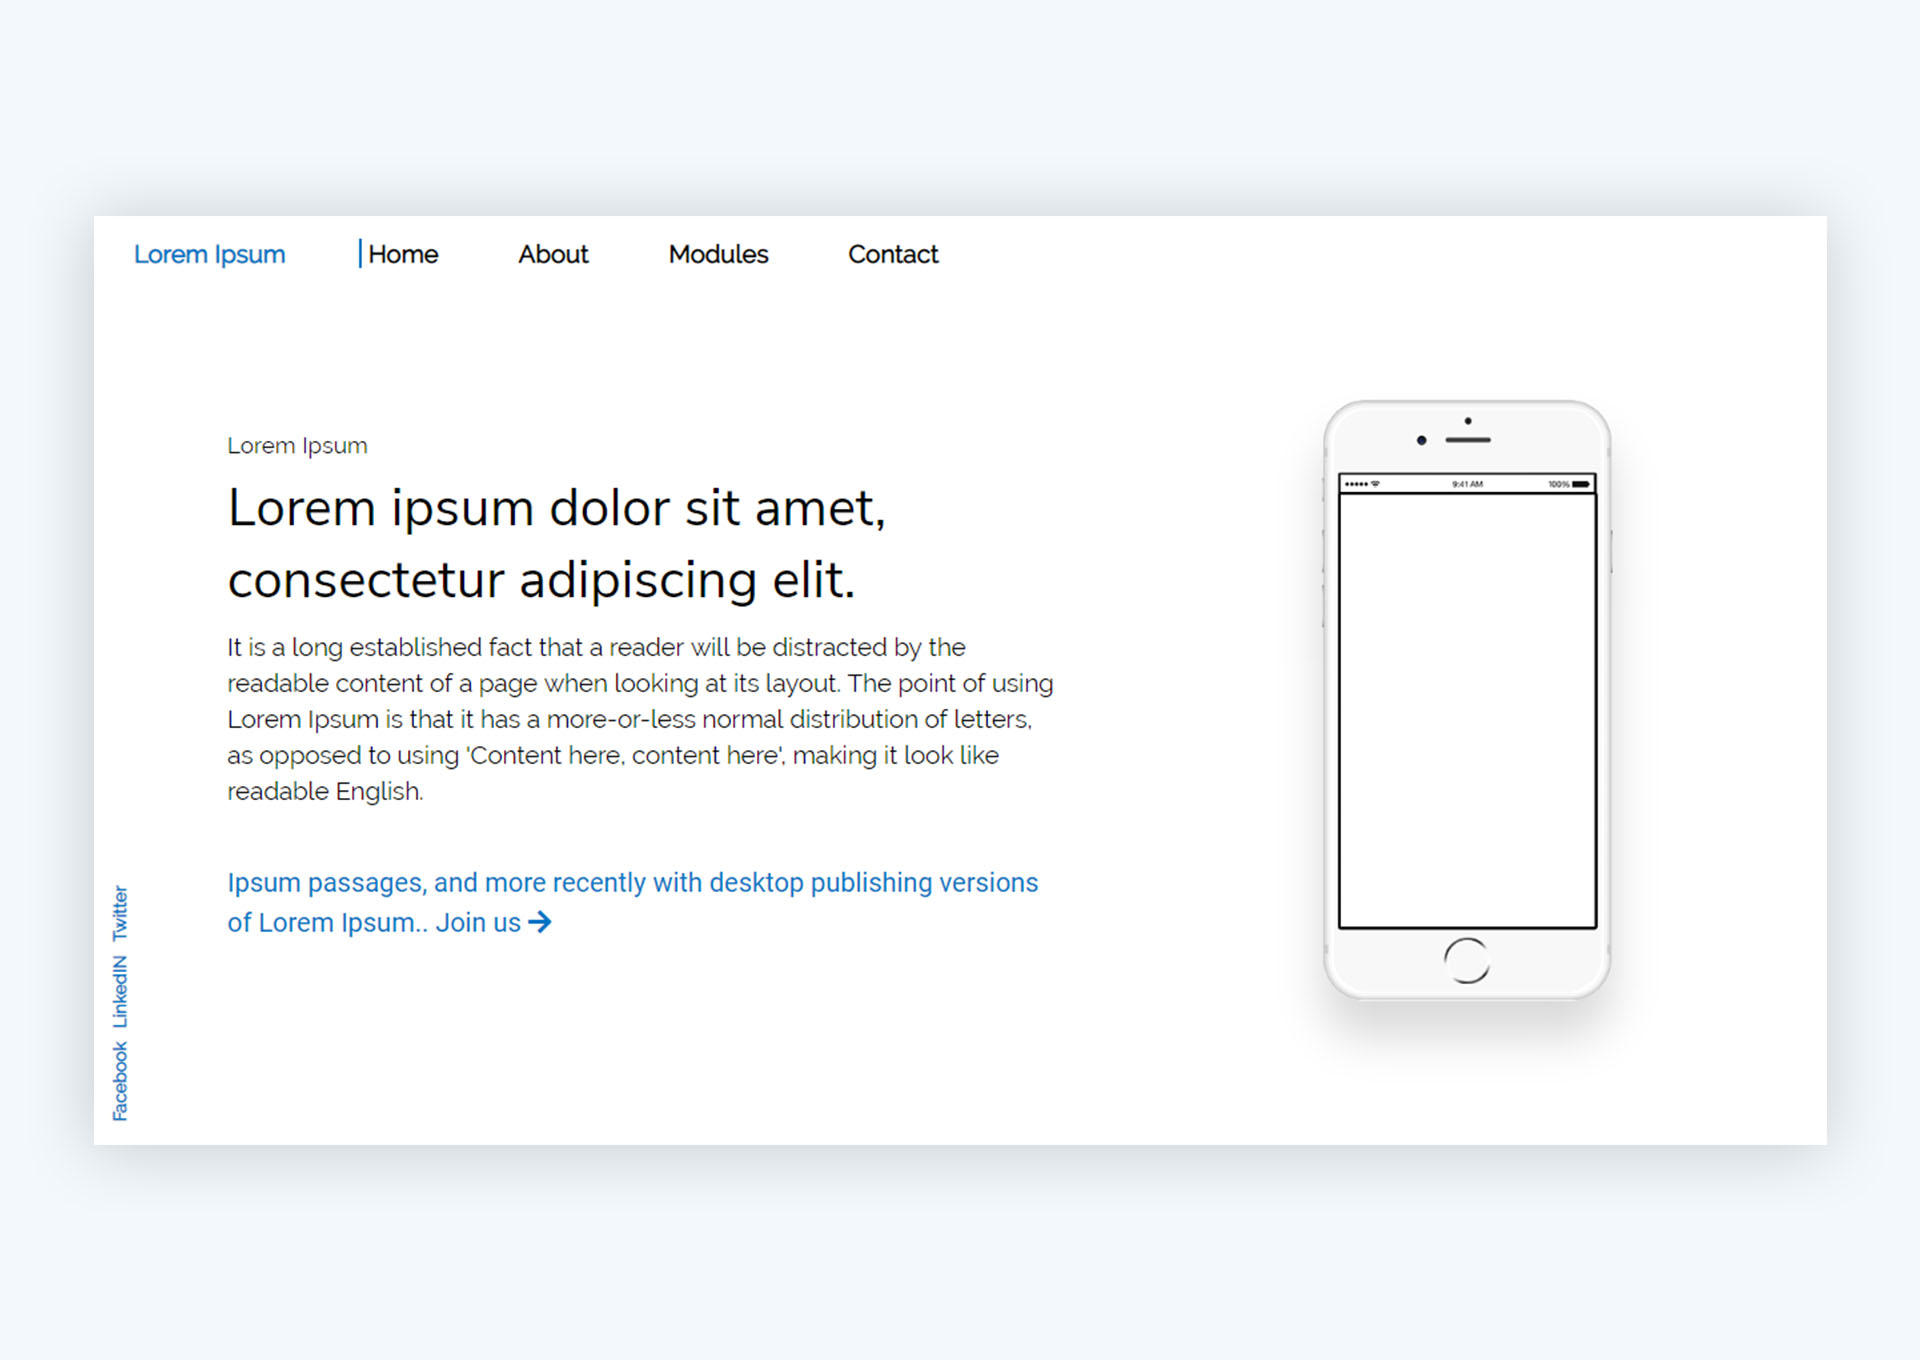 Lorem Ipsum
Home
About
Modules
Contact
Lorem Ipsum
Lorem ipsum dolor sit amet,
consectetur adipiscing elit.
It is a long established fact that a reader will be distracted by the
readable content of a page when looking at its layout. The point of using
Lorem Ipsum is that it has a more-or-less normal distribution of letters,
as opposed to using 'Content here, content here', making it look like
readable English.
Ipsum passages, and more recently with desktop publishing versions
of Lorem Ipsum.. Join us
Facebook LinkedIN Twitter
9:41 AM
100%